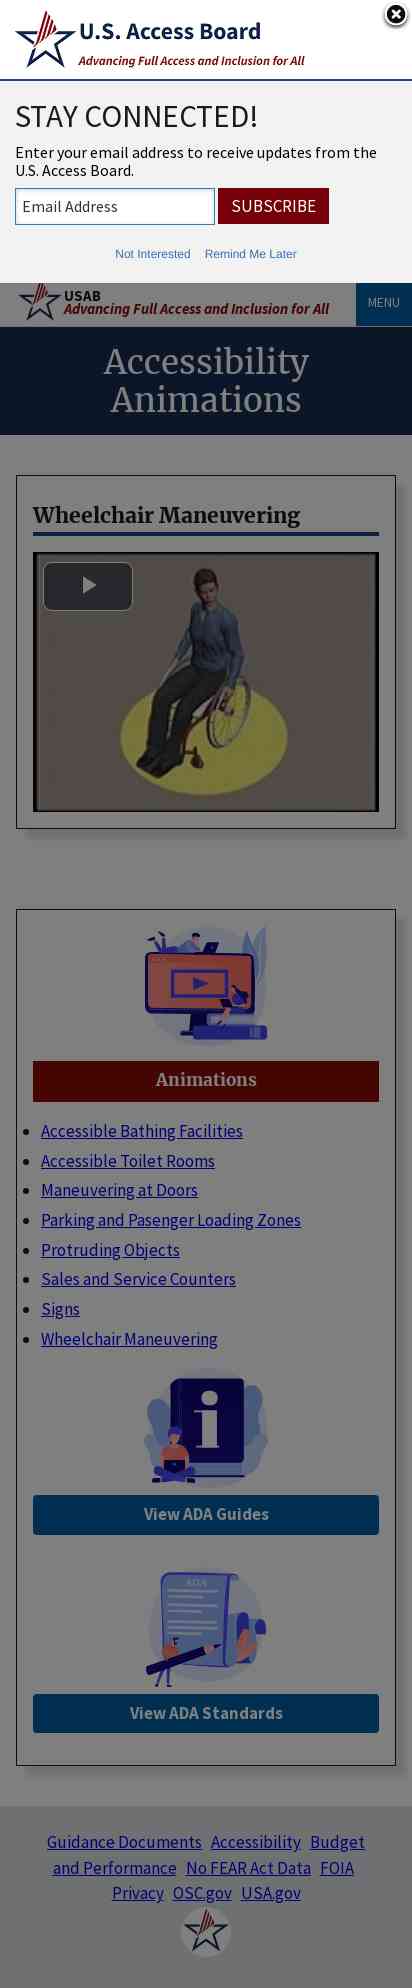 U.S. Access Board
Advancing Full Access and Inclusion for All
STAY CONNECTED!
Enter your email address to receive updates from the
U.S. Access Board.
Email Address
SUBSCRIBE
Not Interested Remind Me Later
USAB
Advancing Full Access and Inclusion for All
MENU
Accessibility
Animations
Wheelchair Maneuvering
Animations
Accessible Bathing Facilities
Accessible Toilet Rooms
Maneuvering at Doors
Parking and Pasenger Loading Zones
Protruding Objects
Sales and Service Counters
Signs
Wheelchair Maneuvering
i
View ADA Guides
ADA
View ADA Standards
Guidance Documents Accessibility Budget
and Performance No FEAR Act Data FOIA
Privacy OSC.gov USA.gov